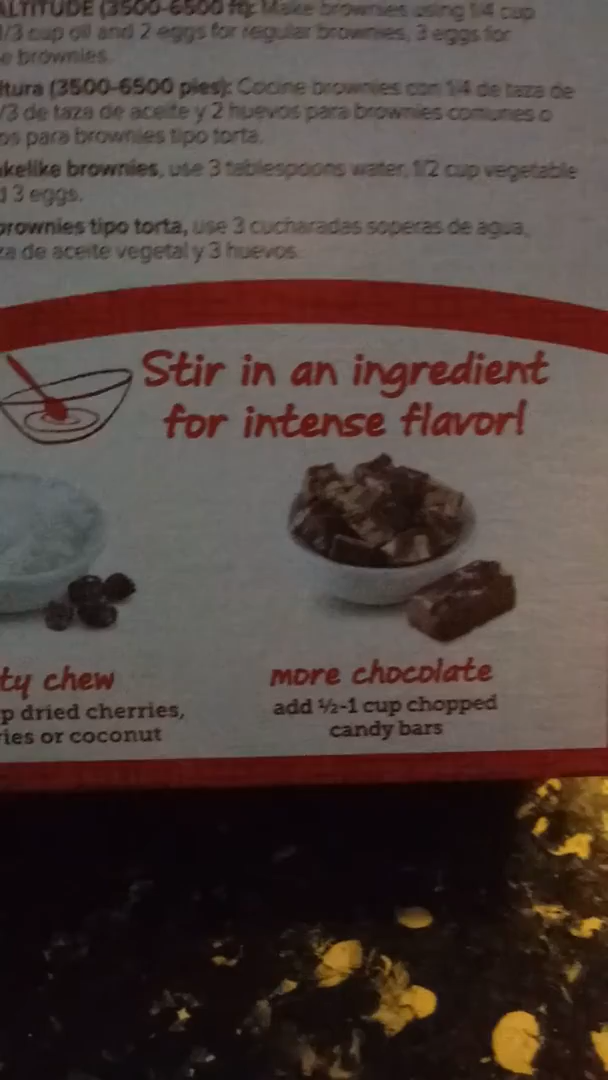 ALTITUDE (3500-6500 ft): Make brownies using 1/4 cup
1/3 cup oil and 2 eggs for regular brownies, 3 eggs for
e brownies.
ltura (3500-6500 pies): Cocine brownies con 1/4 de taza de
/3 de taza de aceite y 2 huevos para brownies comunes o
os para brownies tipo torta.
kelike brownies, use 3 tablespoons water, 1/2 cup vegetable
d 3 eggs.
brownies tipo torta, use 3 cucharadas soperas de agua,
za de aceite vegetal y 3 huevos.
Stir in an ingredient
for intense flavor!
ty chew
p dried cherries,
ries or coconut
more chocolate
add ½-1 cup chopped
candy bars